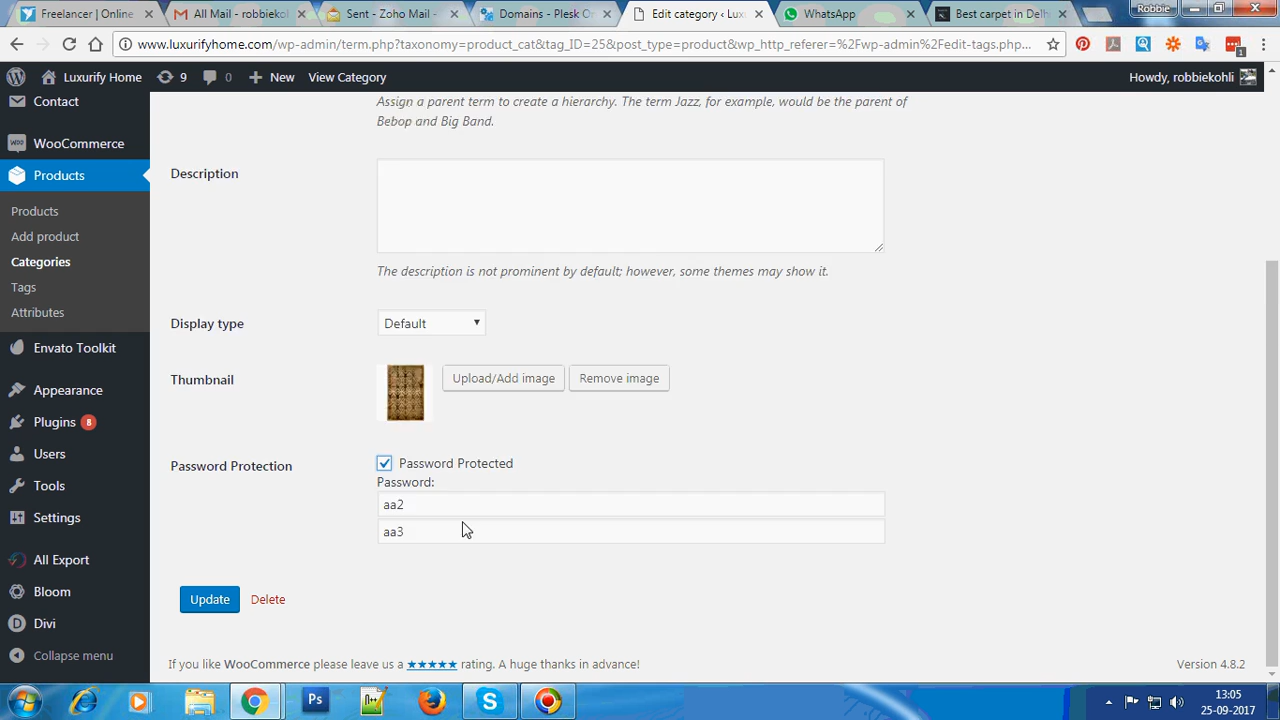 Freelancer | Online
All Mail - robbiekol
Sent - Zoho Mail
Domains - Plesk On
Edit category ‹ Lux
WhatsApp
Best carpet in Delh
Robbie
www.luxurifyhome.com/wp-admin/term.php?taxonomy=product_cat&tag_ID=25&post_type=product&wp_http_referer=%2Fwp-admin%2Fedit-tags.php...
1
Luxurify Home
9
0
New
View Category
Howdy, robbiekohli
Contact
WooCommerce
Products
Products
Add product
Categories
Tags
Attributes
Envato Toolkit
Appearance
Plugins 8
Users
Tools
Settings
All Export
Bloom
Divi
Collapse menu
Assign a parent term to create a hierarchy. The term Jazz, for example, would be the parent of
Bebop and Big Band.
Description
The description is not prominent by default; however, some themes may show it.
Display type
Default
Thumbnail
Upload/Add image
Remove image
Password Protection
Password Protected
Password:
aa2
aa3
Update
Delete
If you like WooCommerce please leave us a ★★★★★ rating. A huge thanks in advance!
Version 4.8.2
Ps
13:05
25-09-2017